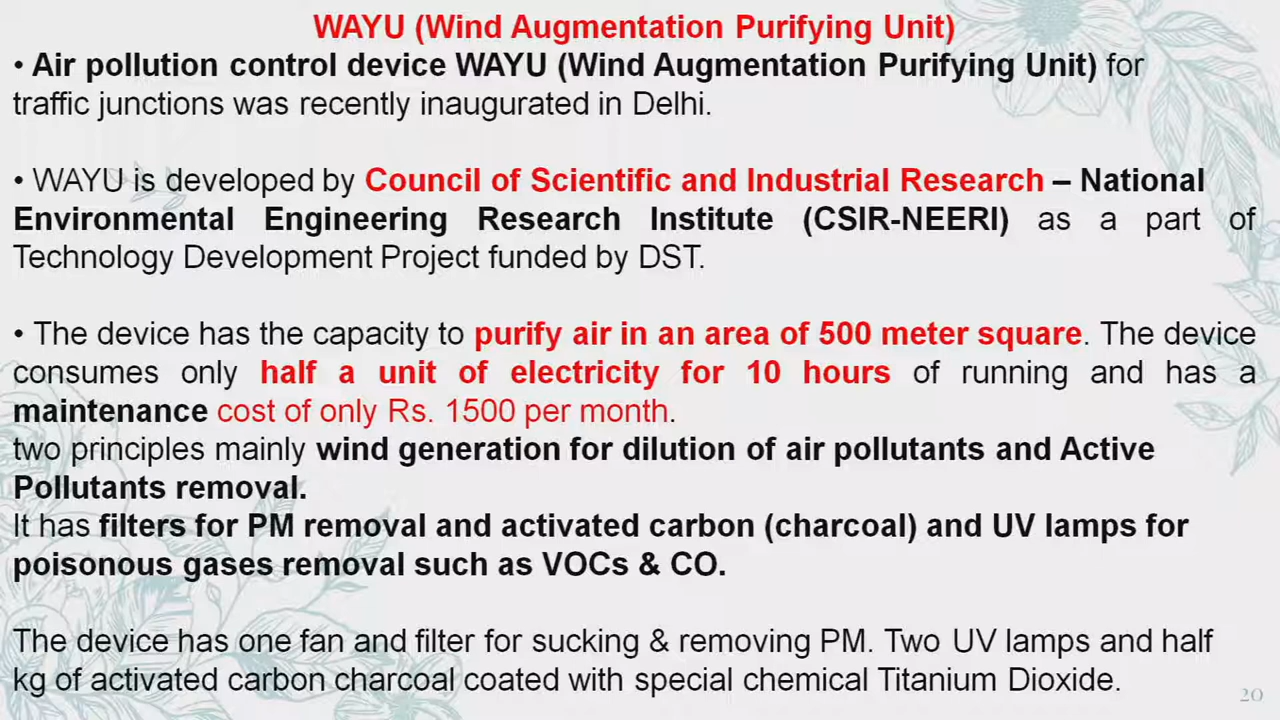 WAYU (Wind Augmentation Purifying Unit)
• Air pollution control device WAYU (Wind Augmentation Purifying Unit) for
traffic junctions was recently inaugurated in Delhi.
• WAYU is developed by Council of Scientific and Industrial Research – National
Environmental Engineering Research Institute (CSIR-NEERI) as a part of
Technology Development Project funded by DST.
• The device has the capacity to purify air in an area of 500 meter square. The device
consumes only half a unit of electricity for 10 hours of running and has a
maintenance cost of only Rs. 1500 per month.
two principles mainly wind generation for dilution of air pollutants and Active
Pollutants removal.
It has filters for PM removal and activated carbon (charcoal) and UV lamps for
poisonous gases removal such as VOCs & CO.
The device has one fan and filter for sucking & removing PM. Two UV lamps and half
kg of activated carbon charcoal coated with special chemical Titanium Dioxide.
20